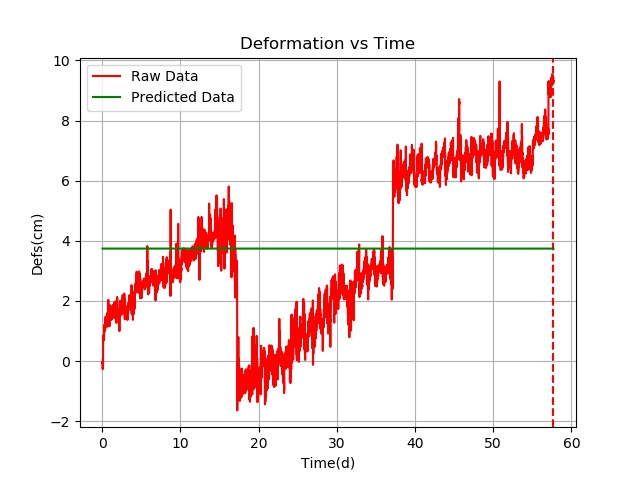 Deformation vs Time
Raw Data
Predicted Data
Defs(cm)
10
8
6
4
2
0
−2
0 10 20 30 40 50 60
Time(d)